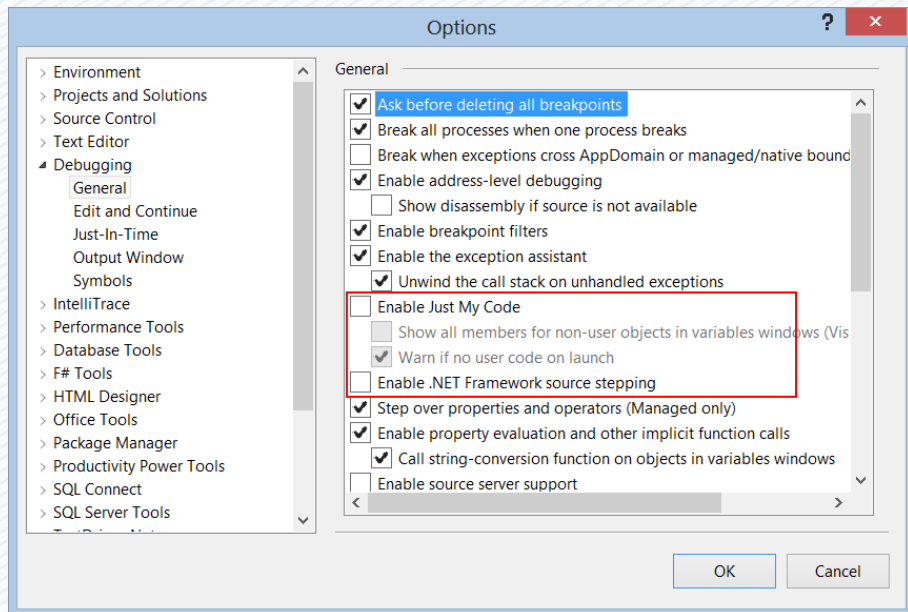 Options
?
×
Environment
Projects and Solutions
Source Control
Text Editor
Debugging
General
Edit and Continue
Just-In-Time
Output Window
Symbols
IntelliTrace
Performance Tools
Database Tools
F# Tools
HTML Designer
Office Tools
Package Manager
Productivity Power Tools
SQL Connect
SQL Server Tools
General
Ask before deleting all breakpoints
Break all processes when one process breaks
Break when exceptions cross AppDomain or managed/native bound
Enable address-level debugging
Show disassembly if source is not available
Enable breakpoint filters
Enable the exception assistant
Unwind the call stack on unhandled exceptions
Enable Just My Code
Show all members for non-user objects in variables windows (Vis
Warn if no user code on launch
Enable .NET Framework source stepping
Step over properties and operators (Managed only)
Enable property evaluation and other implicit function calls
Call string-conversion function on objects in variables windows
Enable source server support
OK
Cancel